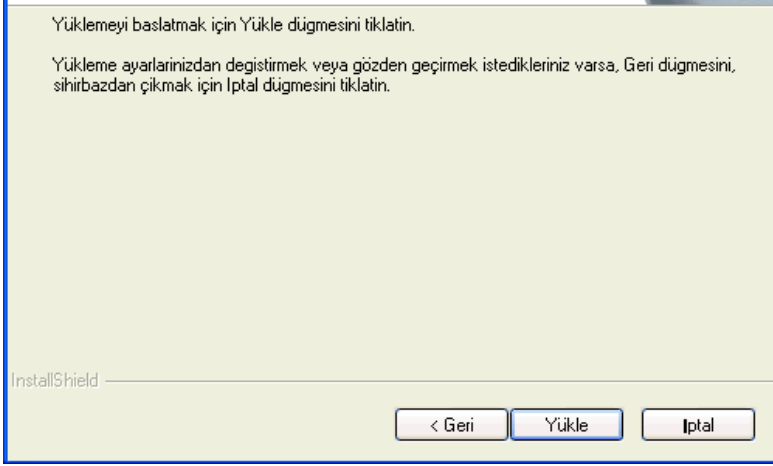 Yüklemeyi baslatmak için Yükle dügmesini tiklatin.
Yükleme ayarlarinizdan degistirmek veya gözden geçirmek istedikleriniz varsa, Geri dügmesini,
sihirbazdan çikmak için Iptal dügmesini tiklatin.
InstallShield
< Geri
Yükle
Iptal